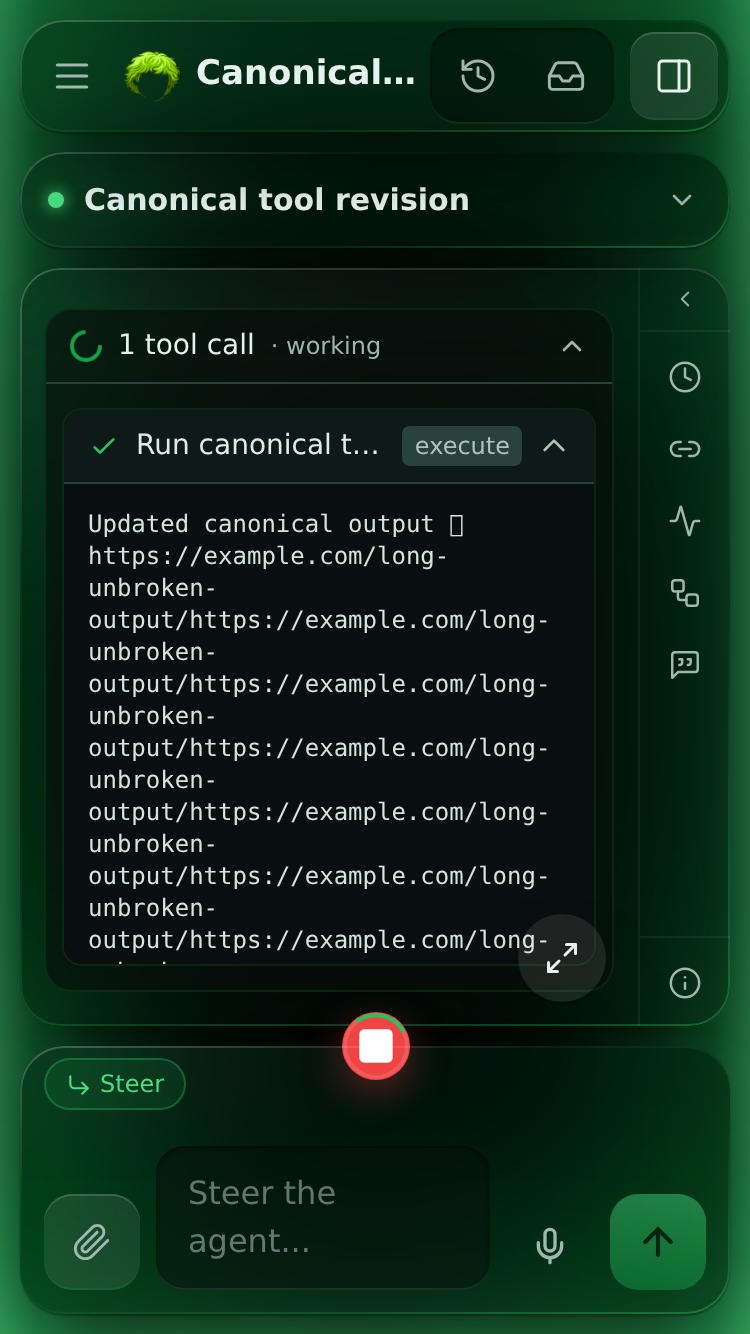 Canonical...
Canonical tool revision
1 tool call · working
Run canonical t... execute
Updated canonical output
https://example.com/long-
unbroken-
output/https://example.com/long-
unbroken-
output/https://example.com/long-
unbroken-
output/https://example.com/long-
unbroken-
output/https://example.com/long-
unbroken-
output/https://example.com/long-
unbroken-
output/https://example.com/long-
Steer
Steer the
agent...